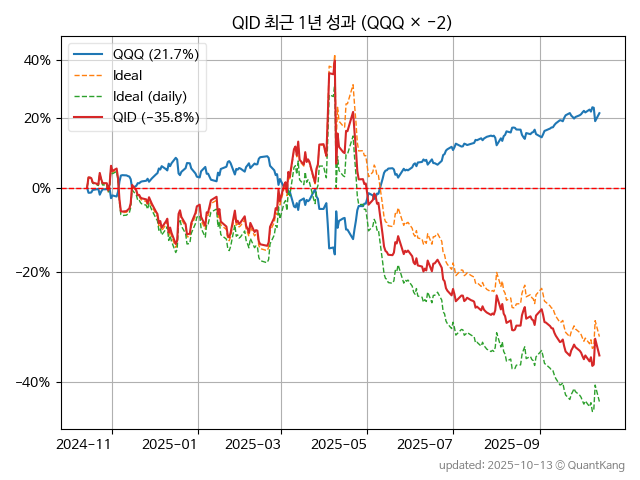 QID 최근 1년 성과 (QQQ × −2)
QQQ (21.7%)
Ideal
Ideal (daily)
QID (−35.8%)
40%
20%
0%
−20%
−40%
2024-11
2025-01
2025-03
2025-05
2025-07
2025-09
updated: 2025-10-13 © QuantKang